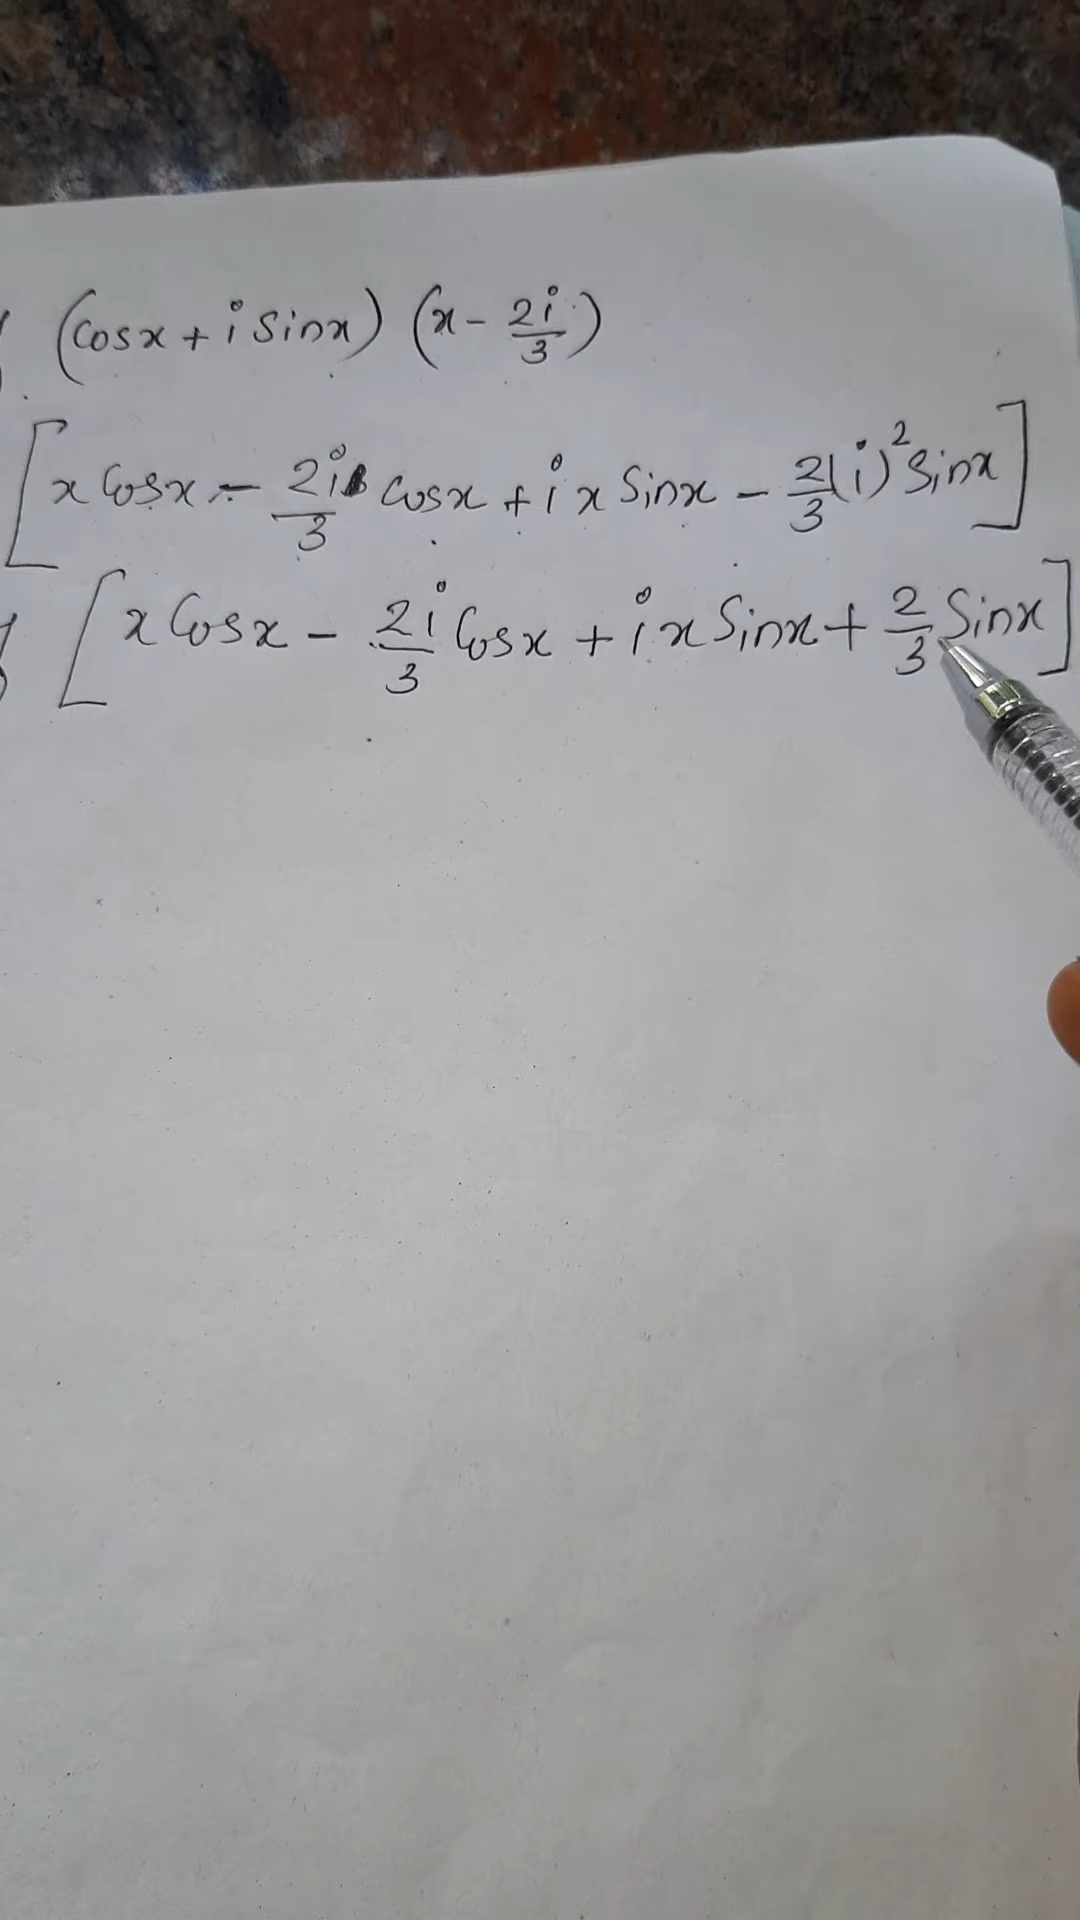 (Cosx + i Sinx) (x - 2i/3)
[x Cosx - 2i/3 Cosx + i x Sinx - 2/3 (i)² Sinx]
[x Cosx - 2i/3 Cosx + i x Sinx + 2/3 Sinx]